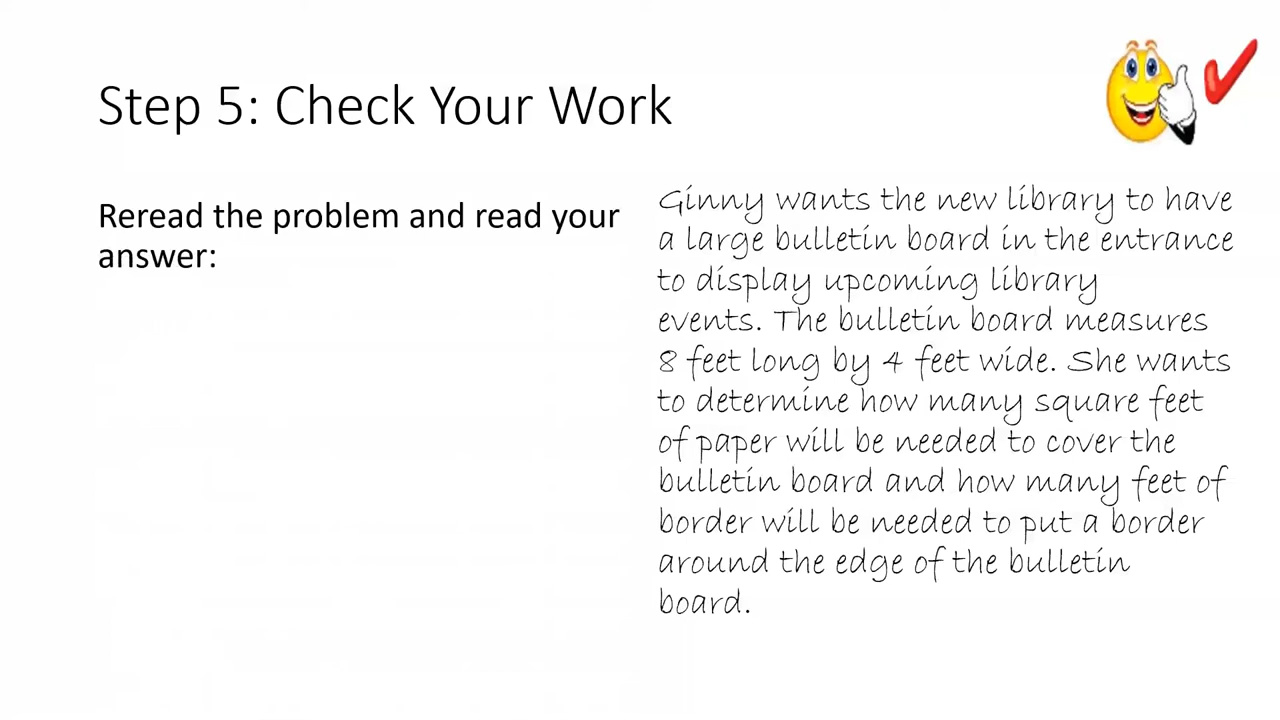 Step 5: Check Your Work
Reread the problem and read your
answer:
Ginny wants the new library to have
a large bulletin board in the entrance
to display upcoming library
events. The bulletin board measures
8 feet long by 4 feet wide. She wants
to determine how many square feet
of paper will be needed to cover the
bulletin board and how many feet of
border will be needed to put a border
around the edge of the bulletin
board.